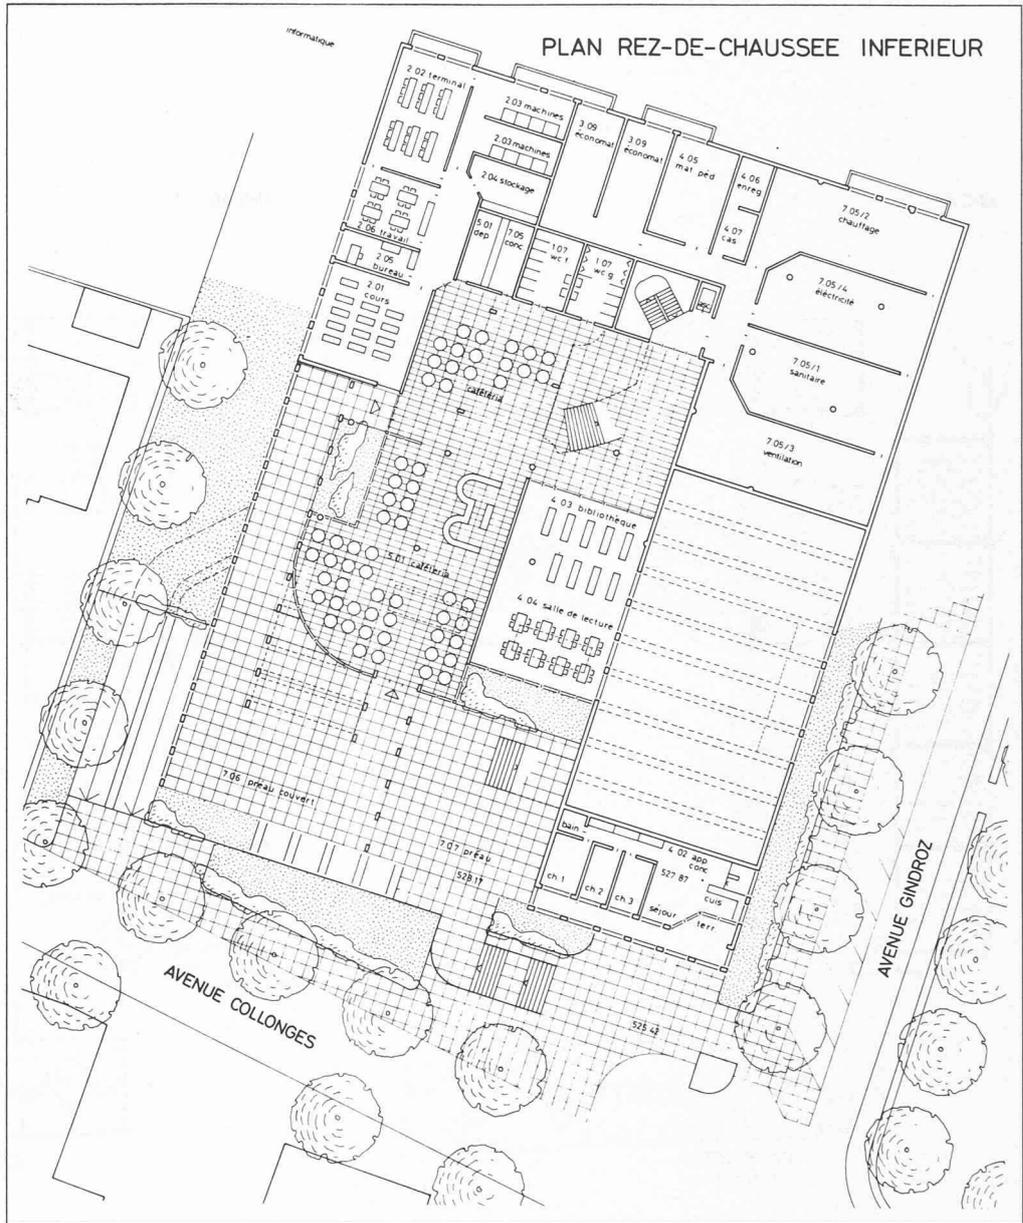 informatique
PLAN REZ-DE-CHAUSSEE INFERIEUR
2.02 terminal
2.03 machines
2.03 machines
2.04 stockage
3.09
économat
3.09
économat
4.05
mat péd
4.06
enreg
4.07
cas
7.05/2
chauffage
7.05/4
éléctricité
7.05/1
sanitaire
7.05/3
ventilation
2.06 travail
2.05
bureau
2.01
cours
5.01
dep
7.05
conc
1.07
wc f
1.07
wc g
asc
cafétéria
5.01 cafétéria
4.03 bibliothèque
4.04 salle de lecture
7.06 préau couvert
7.07 préau
528.17
bain
ch.1
ch.2
ch.3
séjour
4.02 app
conc
527.87
cuis
terr
525.42
AVENUE COLLONGES
AVENUE GINDROZ